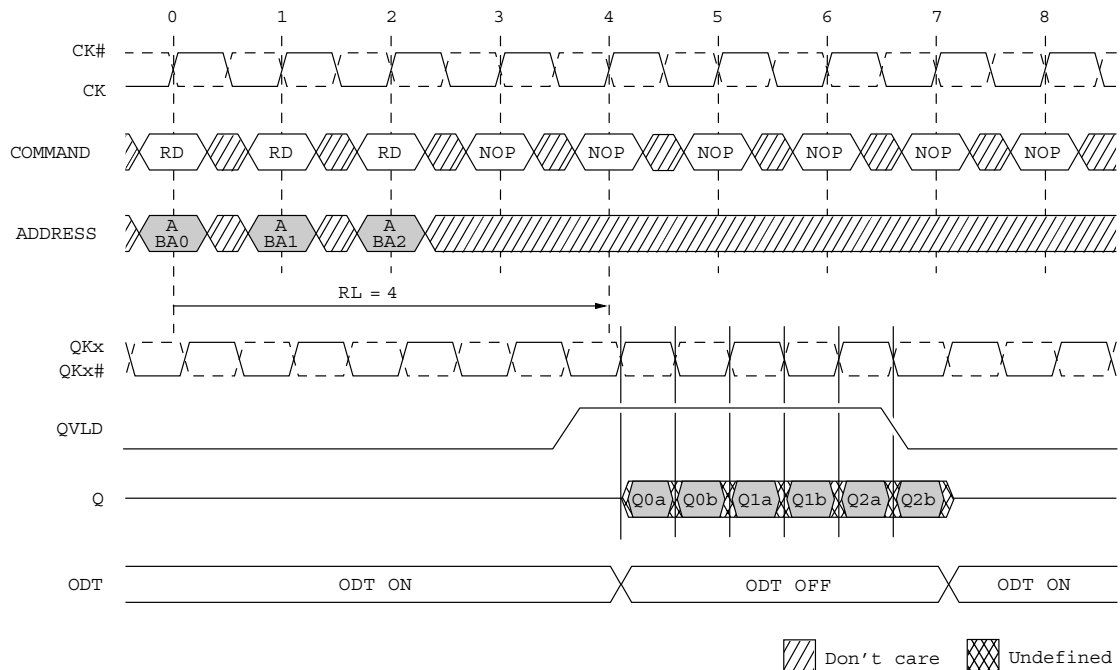 0 1 2 3 4 5 6 7 8
CK#
CK
COMMAND RD RD RD NOP NOP NOP NOP NOP NOP
ADDRESS A BA0 A BA1 A BA2
RL = 4
QKx
QKx#
QVLD
Q Q0a Q0b Q1a Q1b Q2a Q2b
ODT ODT ON ODT OFF ODT ON
Don't care Undefined